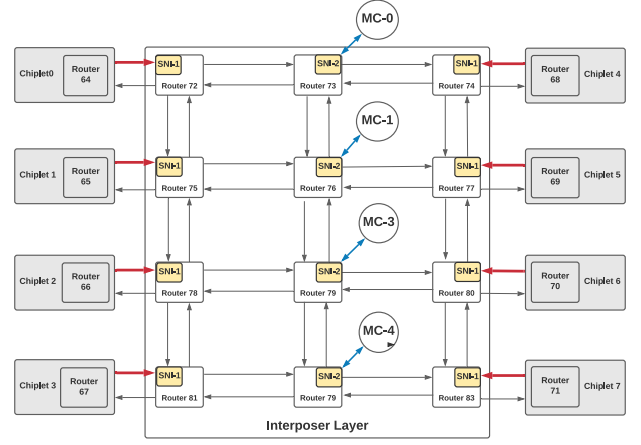 MC-0
Chiplet0
Router
64
SNI-1
Router 72
SNI-2
Router 73
SNI-1
Router 74
Router
68
Chiplet 4
MC-1
Chiplet 1
Router
65
SNI-1
Router 75
SNI-2
Router 76
SNI-1
Router 77
Router
69
Chiplet 5
MC-3
Chiplet 2
Router
66
SNI-1
Router 78
SNI-2
Router 79
SNI-1
Router 80
Router
70
Chiplet 6
MC-4
Chiplet 3
Router
67
SNI-1
Router 81
SNI-2
Router 79
SNI-1
Router 83
Router
71
Chiplet 7
Interposer Layer